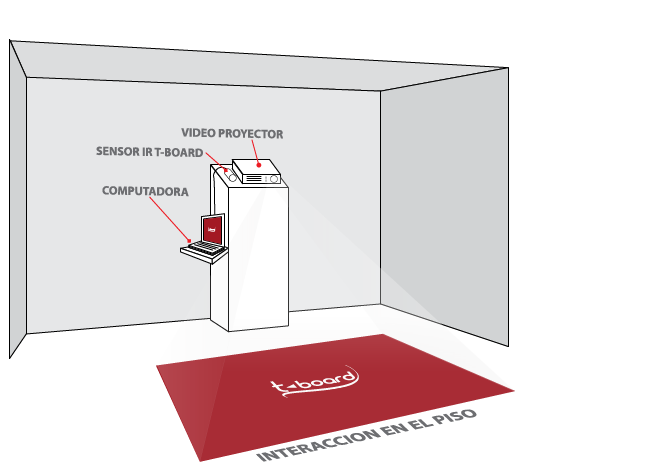 VIDEO PROYECTOR
SENSOR IR T-BOARD
COMPUTADORA
t-board
INTERACCION EN EL PISO